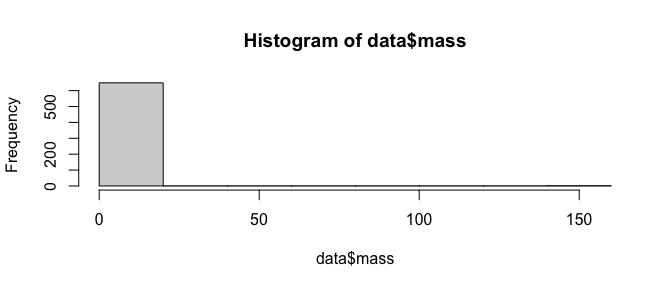 Histogram of data$mass
Frequency
500
200
0
0 50 100 150
data$mass